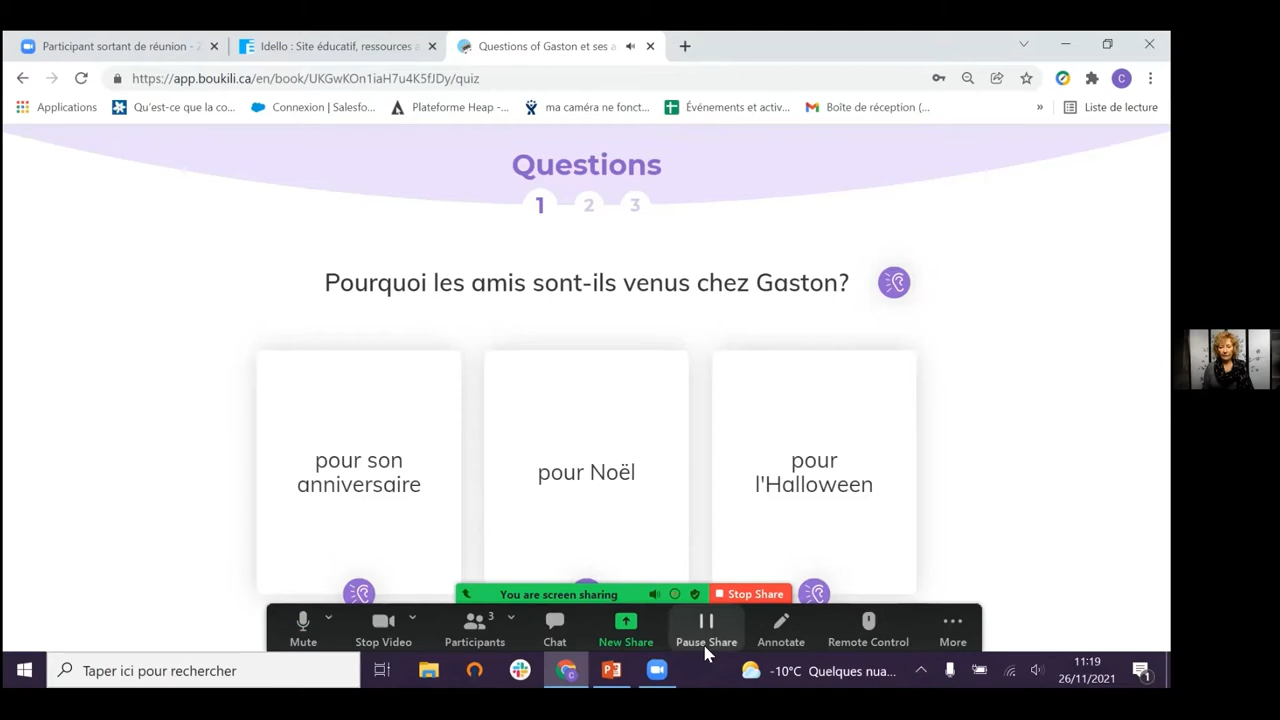 Participant sortant de réunion - Z
Idello : Site éducatif, ressources a
Questions of Gaston et ses a
https://app.boukili.ca/en/book/UKGwKOn1iaH7u4K5fJDy/quiz
C
Applications
Qu'est-ce que la co...
Connexion | Salesfo...
Plateforme Heap -...
ma caméra ne fonct...
Événements et activ...
Boîte de réception (...
»
Liste de lecture
Questions
1 2 3
Pourquoi les amis sont-ils venus chez Gaston?
pour son
anniversaire
pour Noël
pour
l'Halloween
You are screen sharing
Stop Share
Mute
Stop Video
3
Participants
Chat
New Share
Pause Share
Annotate
Remote Control
More
Taper ici pour rechercher
-10°C Quelques nua...
11:19
26/11/2021
1